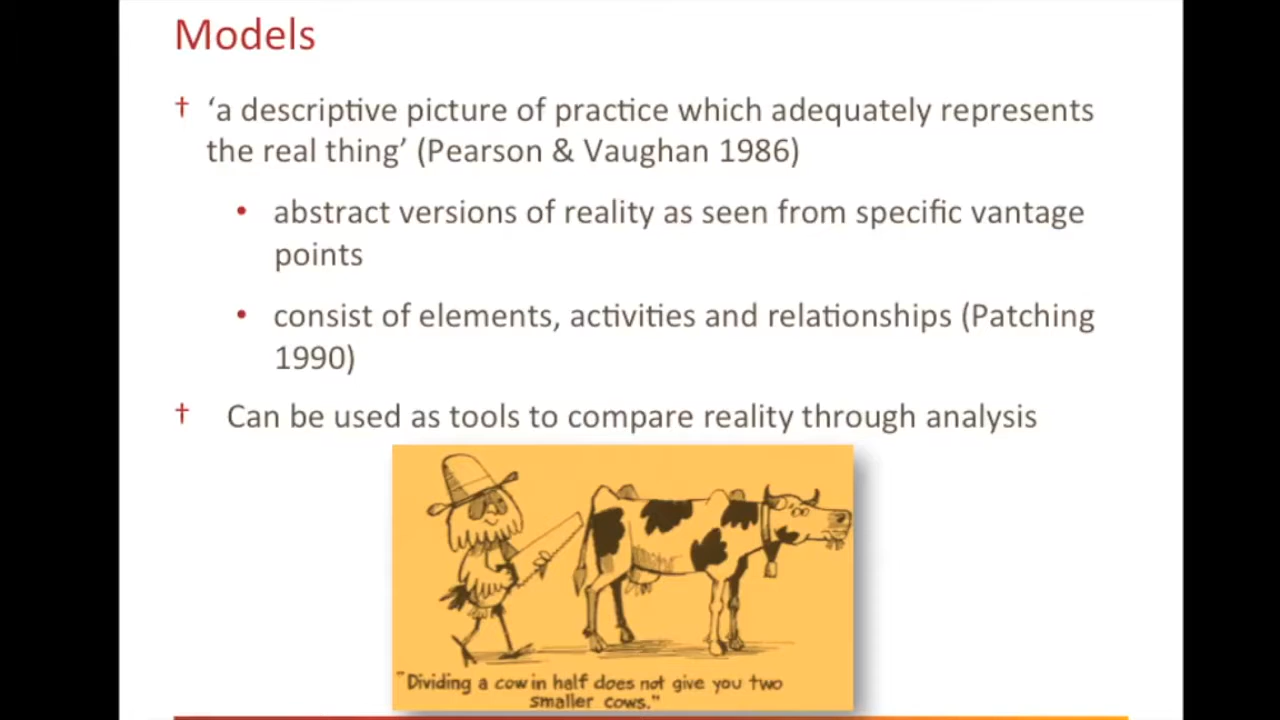 Models
† ‘a descriptive picture of practice which adequately represents
the real thing’ (Pearson & Vaughan 1986)
• abstract versions of reality as seen from specific vantage
points
• consist of elements, activities and relationships (Patching
1990)
† Can be used as tools to compare reality through analysis
"Dividing a cow in half does not give you two
smaller cows."